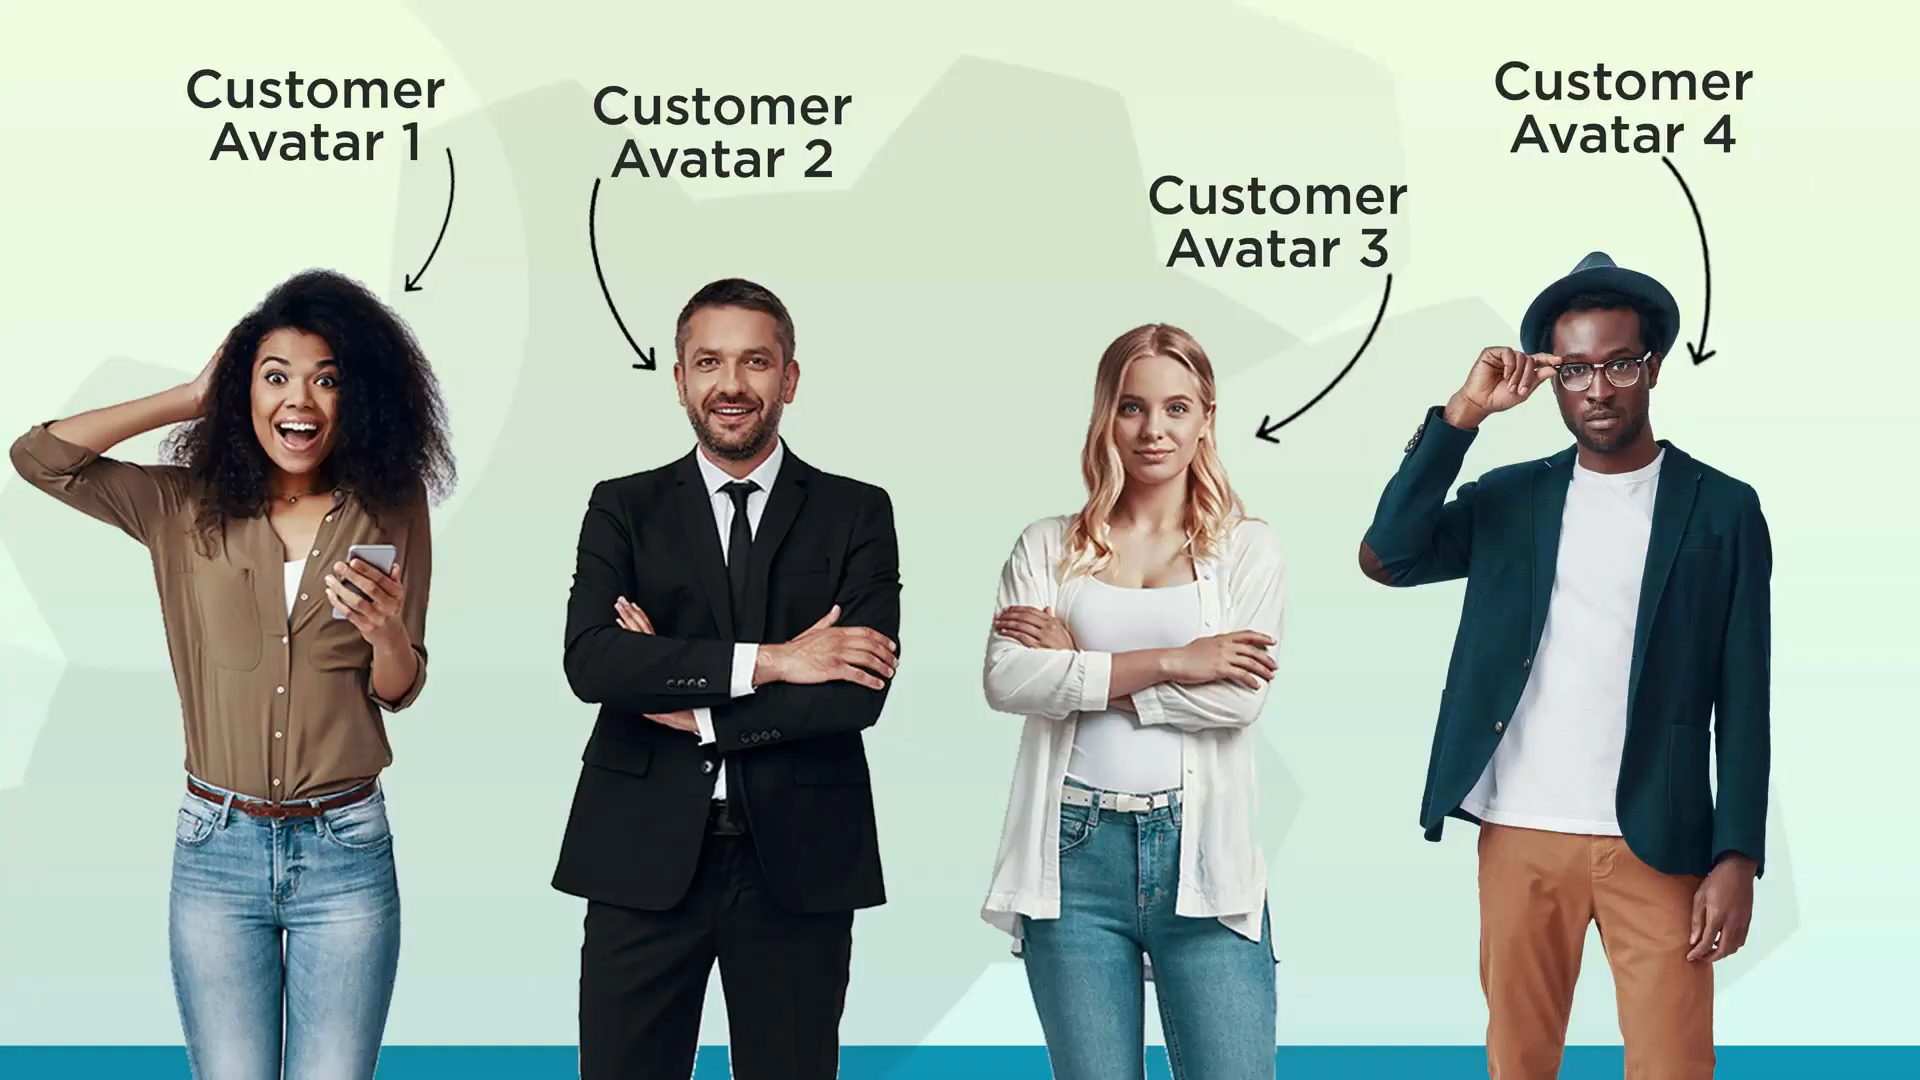 Customer
Avatar 1
Customer
Avatar 2
Customer
Avatar 3
Customer
Avatar 4